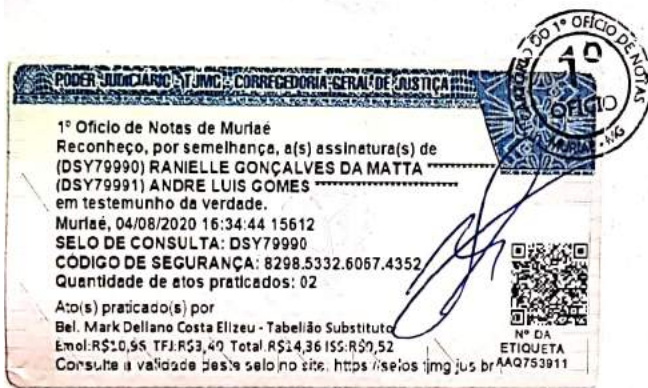 PODER JUDICIÁRIO - TJMG - CORREGEDORIA-GERAL DE JUSTIÇA
CARTÓRIO DO 1º OFÍCIO DE NOTAS
1º
OFÍCIO
MURIAÉ - MG
1º Oficio de Notas de Muriaé
Reconheço, por semelhança, a(s) assinatura(s) de
(DSY79990) RANIELLE GONÇALVES DA MATTA
(DSY79991) ANDRE LUIS GOMES
em testemunho da verdade.
Muriaé, 04/08/2020 16:34:44 15612
SELO DE CONSULTA: DSY79990
CÓDIGO DE SEGURANÇA: 8298.5332.6067.4352
Quantidade de atos praticados: 02
Ato(s) praticado(s) por
Bel. Mark Dellano Costa Elizeu - Tabelião Substituto
Emol:R$10,96 TFJ:R$3,40 Total:R$14,36 ISS:R$0,52
Consulte a validade deste selo no site: https://selos.tjmg.jus.br
Nº DA
ETIQUETA
AAQ753911